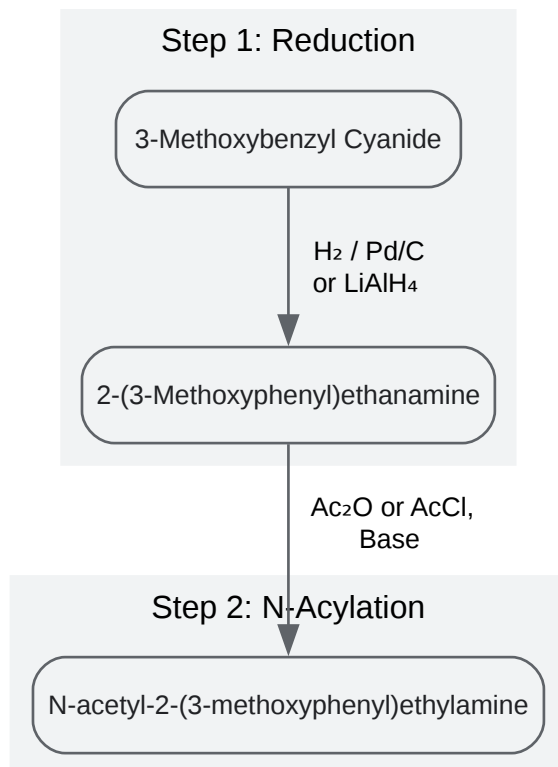 Step 1: Reduction
3-Methoxybenzyl Cyanide
H₂ / Pd/C
or LiAlH₄
2-(3-Methoxyphenyl)ethanamine
Ac₂O or AcCl,
Base
Step 2: N-Acylation
N-acetyl-2-(3-methoxyphenyl)ethylamine